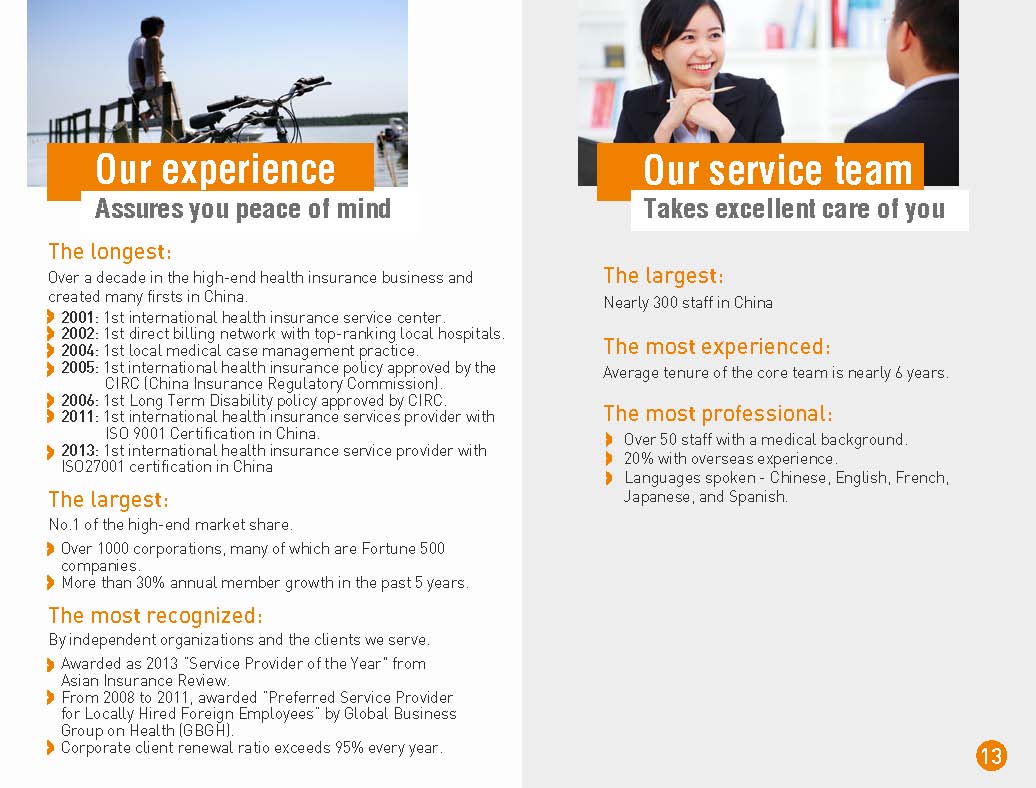 Our experience
Assures you peace of mind
The longest:
Over a decade in the high-end health insurance business and
created many firsts in China.
2001: 1st international health insurance service center.
2002: 1st direct billing network with top-ranking local hospitals.
2004: 1st local medical case management practice.
2005: 1st international health insurance policy approved by the
CIRC (China Insurance Regulatory Commission).
2006: 1st Long Term Disability policy approved by CIRC.
2011: 1st international health insurance services provider with
ISO 9001 Certification in China.
2013: 1st international health insurance service provider with
ISO27001 certification in China
The largest:
No.1 of the high-end market share.
Over 1000 corporations, many of which are Fortune 500
companies.
More than 30% annual member growth in the past 5 years.
The most recognized:
By independent organizations and the clients we serve.
Awarded as 2013 "Service Provider of the Year" from
Asian Insurance Review.
From 2008 to 2011, awarded "Preferred Service Provider
for Locally Hired Foreign Employees" by Global Business
Group on Health (GBGH).
Corporate client renewal ratio exceeds 95% every year.
Our service team
Takes excellent care of you
The largest:
Nearly 300 staff in China
The most experienced:
Average tenure of the core team is nearly 6 years.
The most professional:
Over 50 staff with a medical background.
20% with overseas experience.
Languages spoken - Chinese, English, French,
Japanese, and Spanish.
13